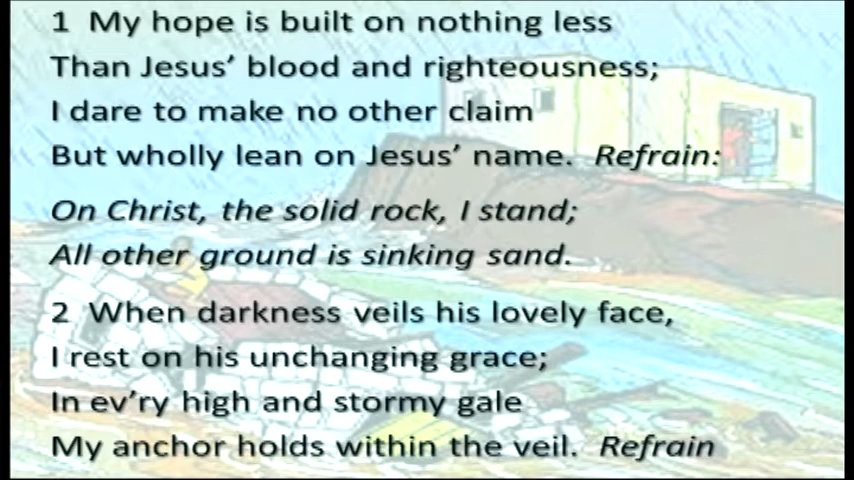 1 My hope is built on nothing less
Than Jesus’ blood and righteousness;
I dare to make no other claim
But wholly lean on Jesus’ name. Refrain:
On Christ, the solid rock, I stand;
All other ground is sinking sand.
2 When darkness veils his lovely face,
I rest on his unchanging grace;
In ev’ry high and stormy gale
My anchor holds within the veil. Refrain